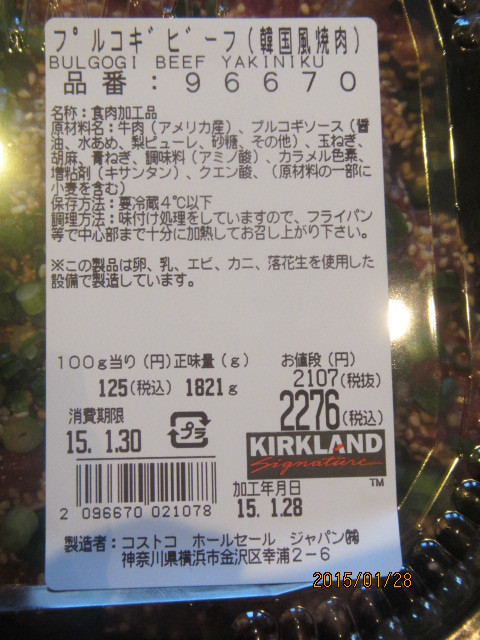 プルコギビーフ(韓国風焼肉)
BULGOGI BEEF YAKINIKU
品番:96670
名称:食肉加工品
原材料名:牛肉(アメリカ産)、プルコギソース(醤
油、水あめ、梨ピューレ、砂糖、その他)、玉ねぎ、
胡麻、青ねぎ、調味料(アミノ酸)、カラメル色素、
増粘剤(キサンタン)、クエン酸、(原材料の一部に
小麦を含む)
保存方法:要冷蔵4℃以下
調理方法:味付け処理をしていますので、フライパン
等で中心部まで十分に加熱してお召し上がり下さい。
※この製品は卵、乳、エビ、カニ、落花生を使用した
設備で製造しています。
100g当り(円) 正味量(g) お値段(円)
125(税込) 1821g 2107(税抜)
2276(税込)
消費期限
15. 1.30
プラ
KIRKLAND
Signature™
加工年月日
15. 1.28
2 096670 021078
製造者:コストコ ホールセール ジャパン㈱
神奈川県横浜市金沢区幸浦2-6
2015/01/28